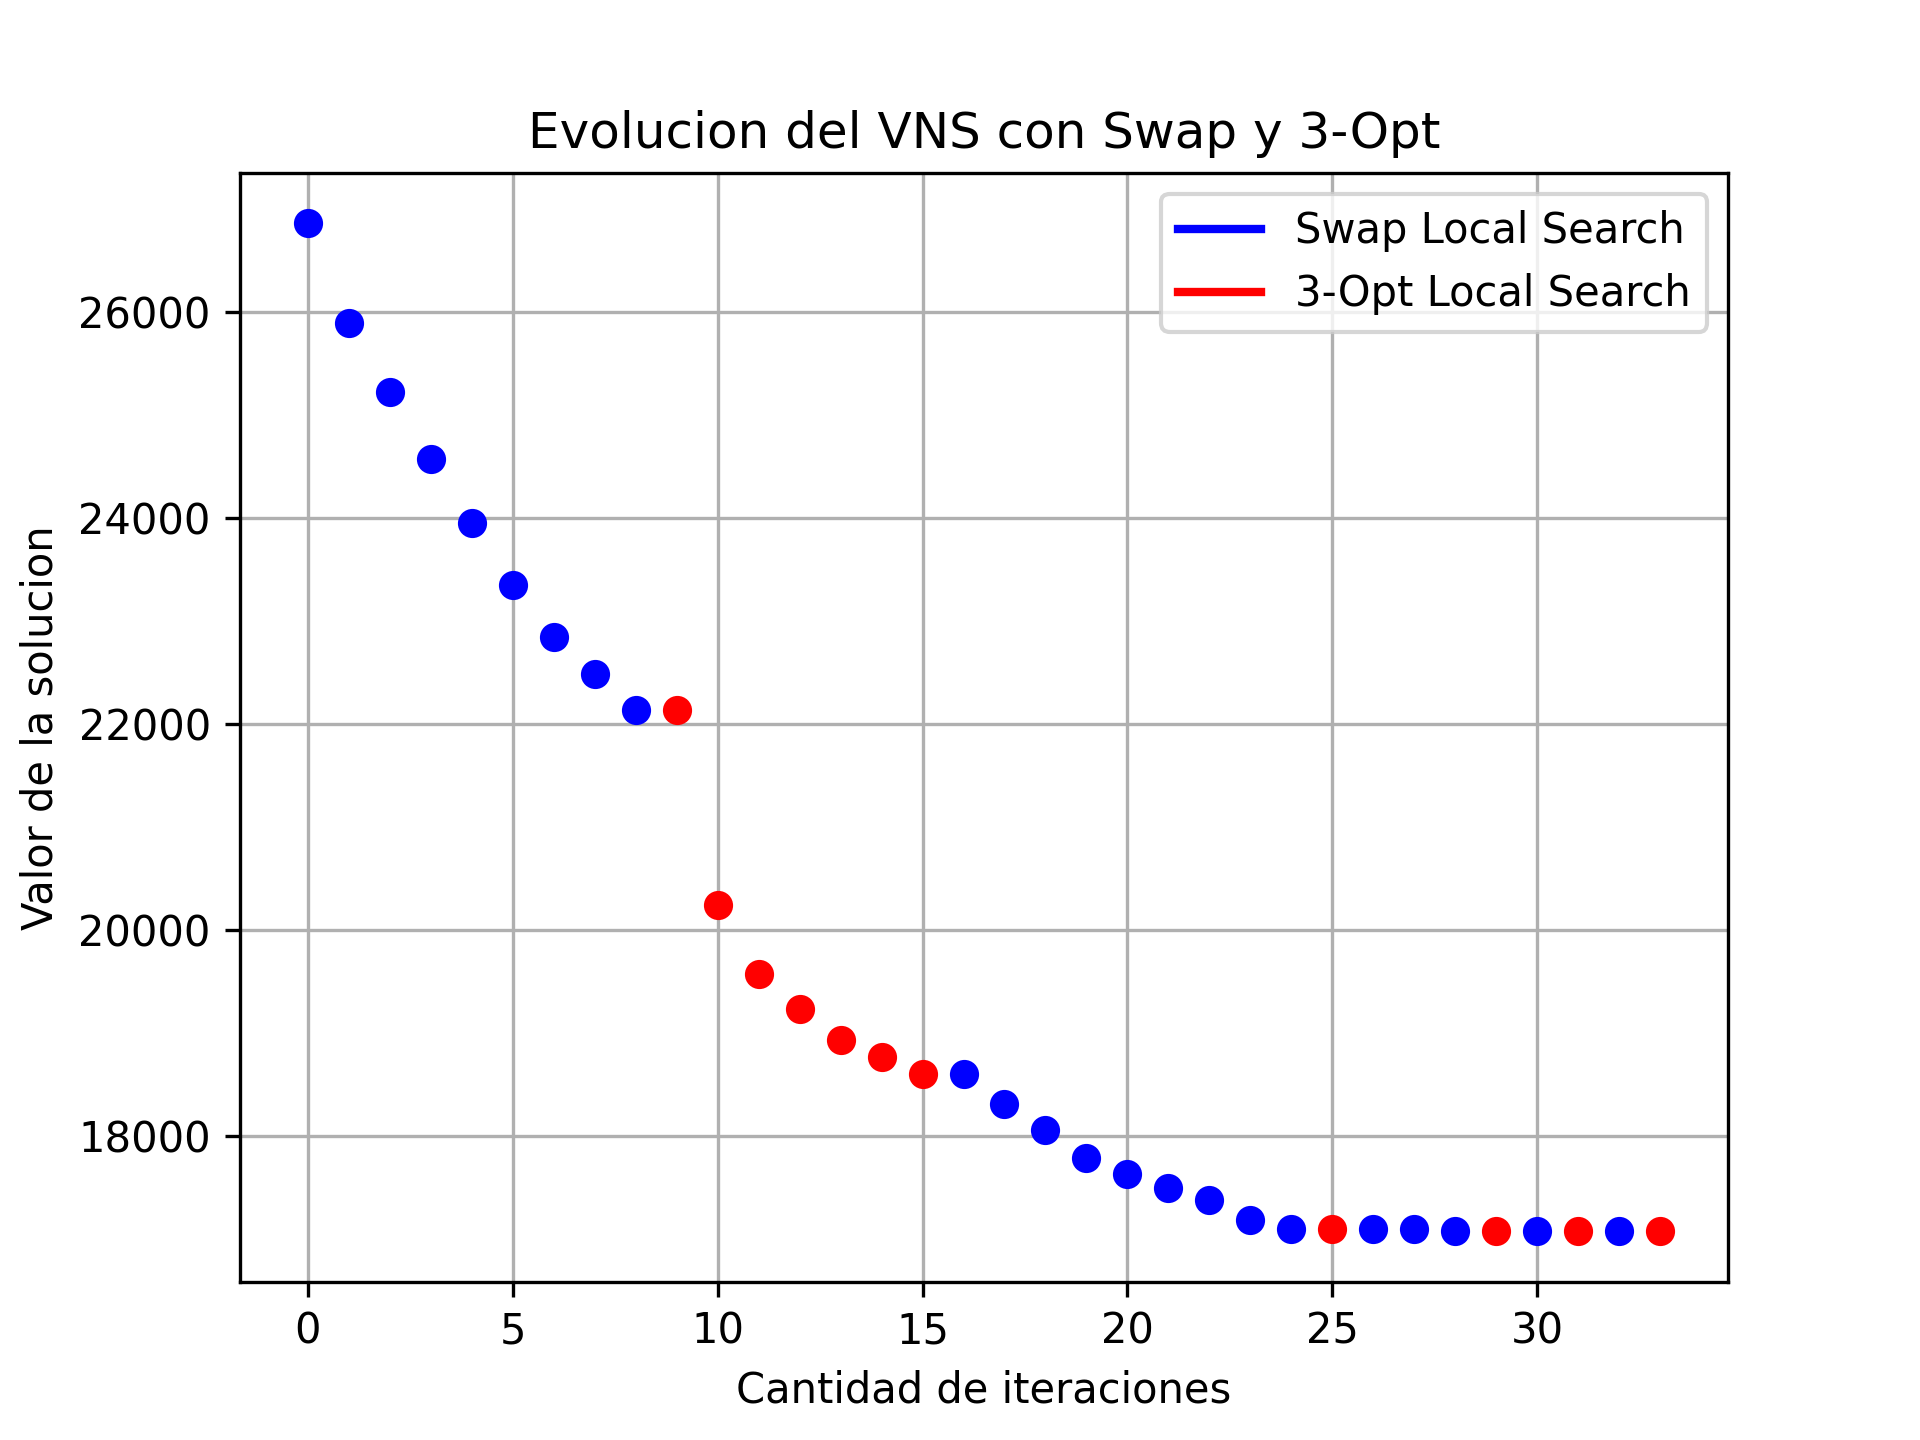 Evolucion del VNS con Swap y 3-Opt
Swap Local Search
3-Opt Local Search
Valor de la solucion
26000
24000
22000
20000
18000
0 5 10 15 20 25 30
Cantidad de iteraciones